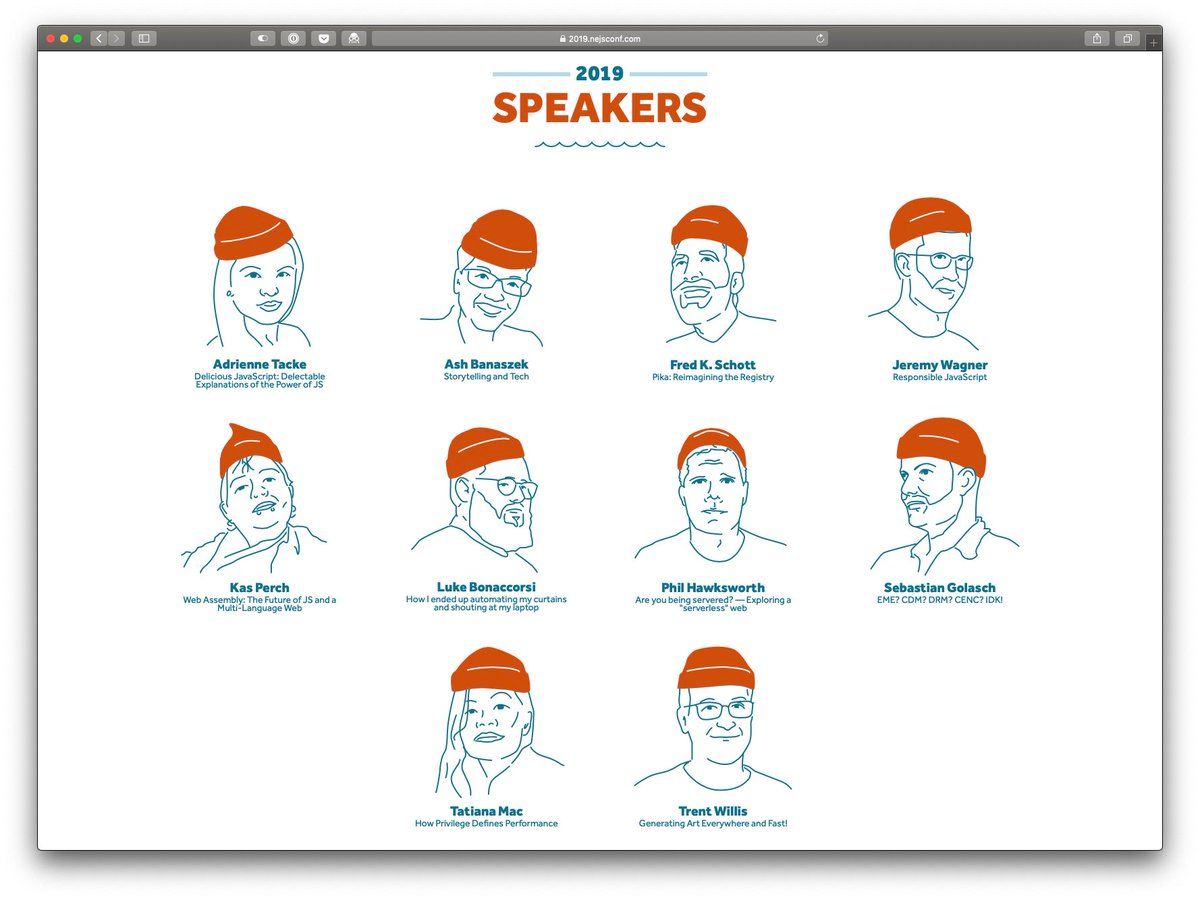 2019.nejsconf.com
2019
SPEAKERS
Adrienne Tacke
Delicious JavaScript: Delectable
Explanations of the Power of JS
Ash Banaszek
Storytelling and Tech
Fred K. Schott
Pika: Reimagining the Registry
Jeremy Wagner
Responsible JavaScript
Kas Perch
Web Assembly: The Future of JS and a
Multi-Language Web
Luke Bonaccorsi
How I ended up automating my curtains
and shouting at my laptop
Phil Hawksworth
Are you being servered? — Exploring a
"serverless" web
Sebastian Golasch
EME? CDM? DRM? CENC? IDK!
Tatiana Mac
How Privilege Defines Performance
Trent Willis
Generating Art Everywhere and Fast!